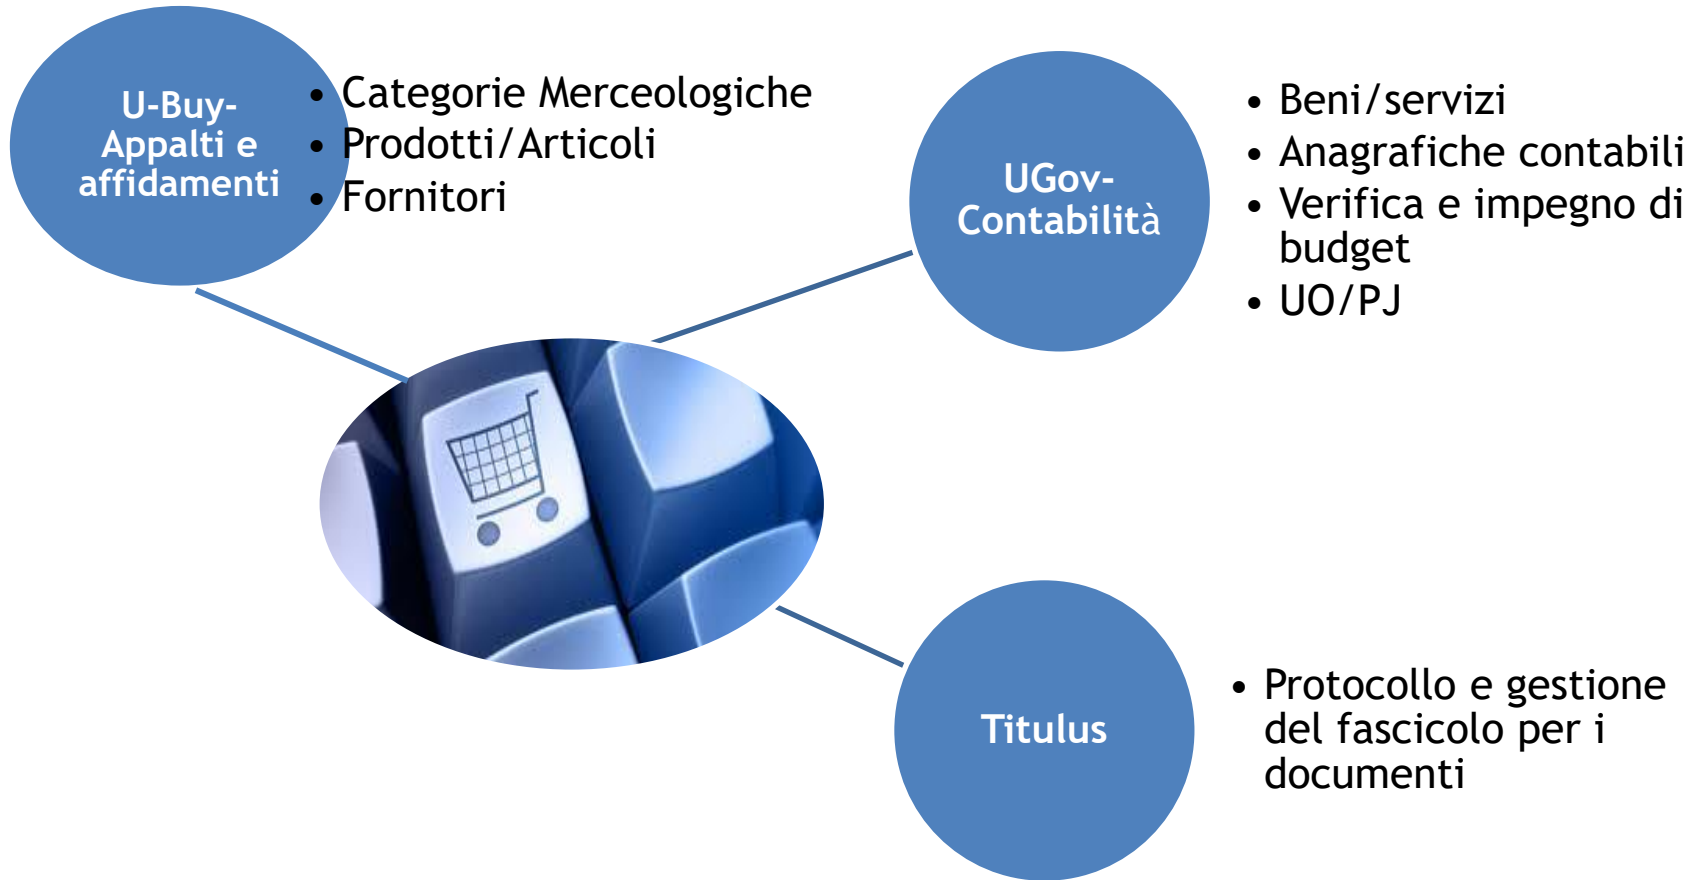 U-Buy-
Appalti e
affidamenti
• Categorie Merceologiche
• Prodotti/Articoli
• Fornitori
UGov-
Contabilità
• Beni/servizi
• Anagrafiche contabili
• Verifica e impegno di
budget
• UO/PJ
Titulus
• Protocollo e gestione
del fascicolo per i
documenti